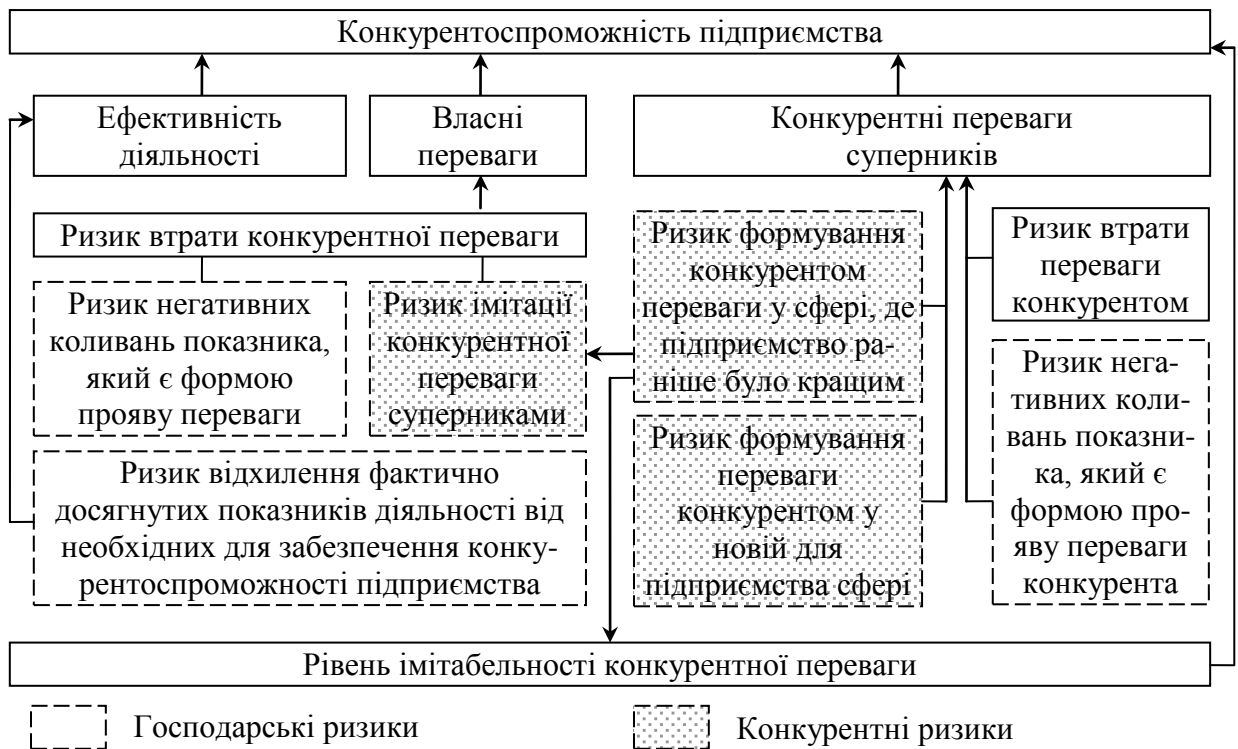 Конкурентоспроможність підприємства
Ефективність
діяльності
Власні
переваги
Конкурентні переваги
суперників
Ризик втрати конкурентної переваги
Ризик негативних
коливань показника,
який є формою
прояву переваги
Ризик імітації
конкурентної
переваги
суперниками
Ризик відхилення фактично
досягнутих показників діяльності від
необхідних для забезпечення конку-
рентоспроможності підприємства
Ризик формування
конкурентом
переваги у сфері, де
підприємство ра-
ніше було кращим
Ризик формування
переваги
конкурентом у
новій для
підприємства сфері
Ризик втрати
переваги
конкурентом
Ризик нега-
тивних коли-
вань показни-
ка, який є
формою про-
яву переваги
конкурента
Рівень імітабельності конкурентної переваги
Господарські ризики
Конкурентні ризики